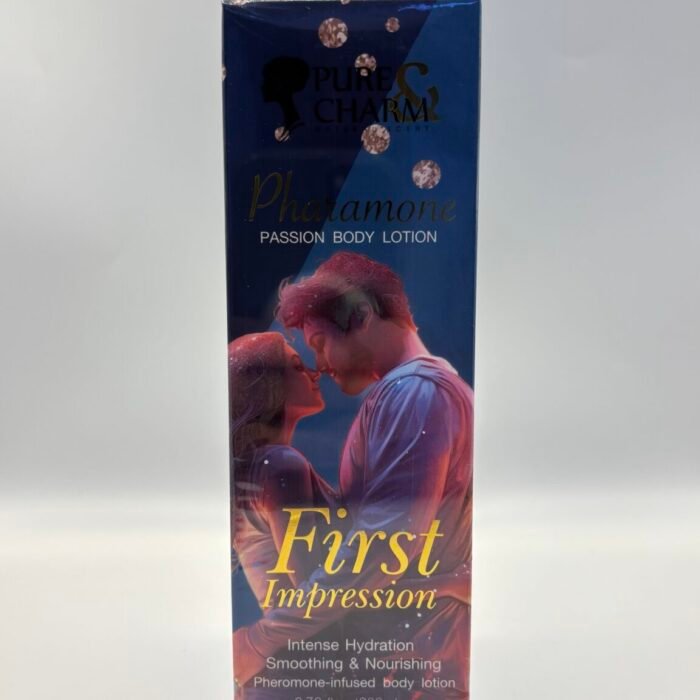 PURE &
CHARM
Pharamone
PASSION BODY LOTION
First
Impression
Intense Hydration
Smoothing & Nourishing
Pheromone-infused body lotion